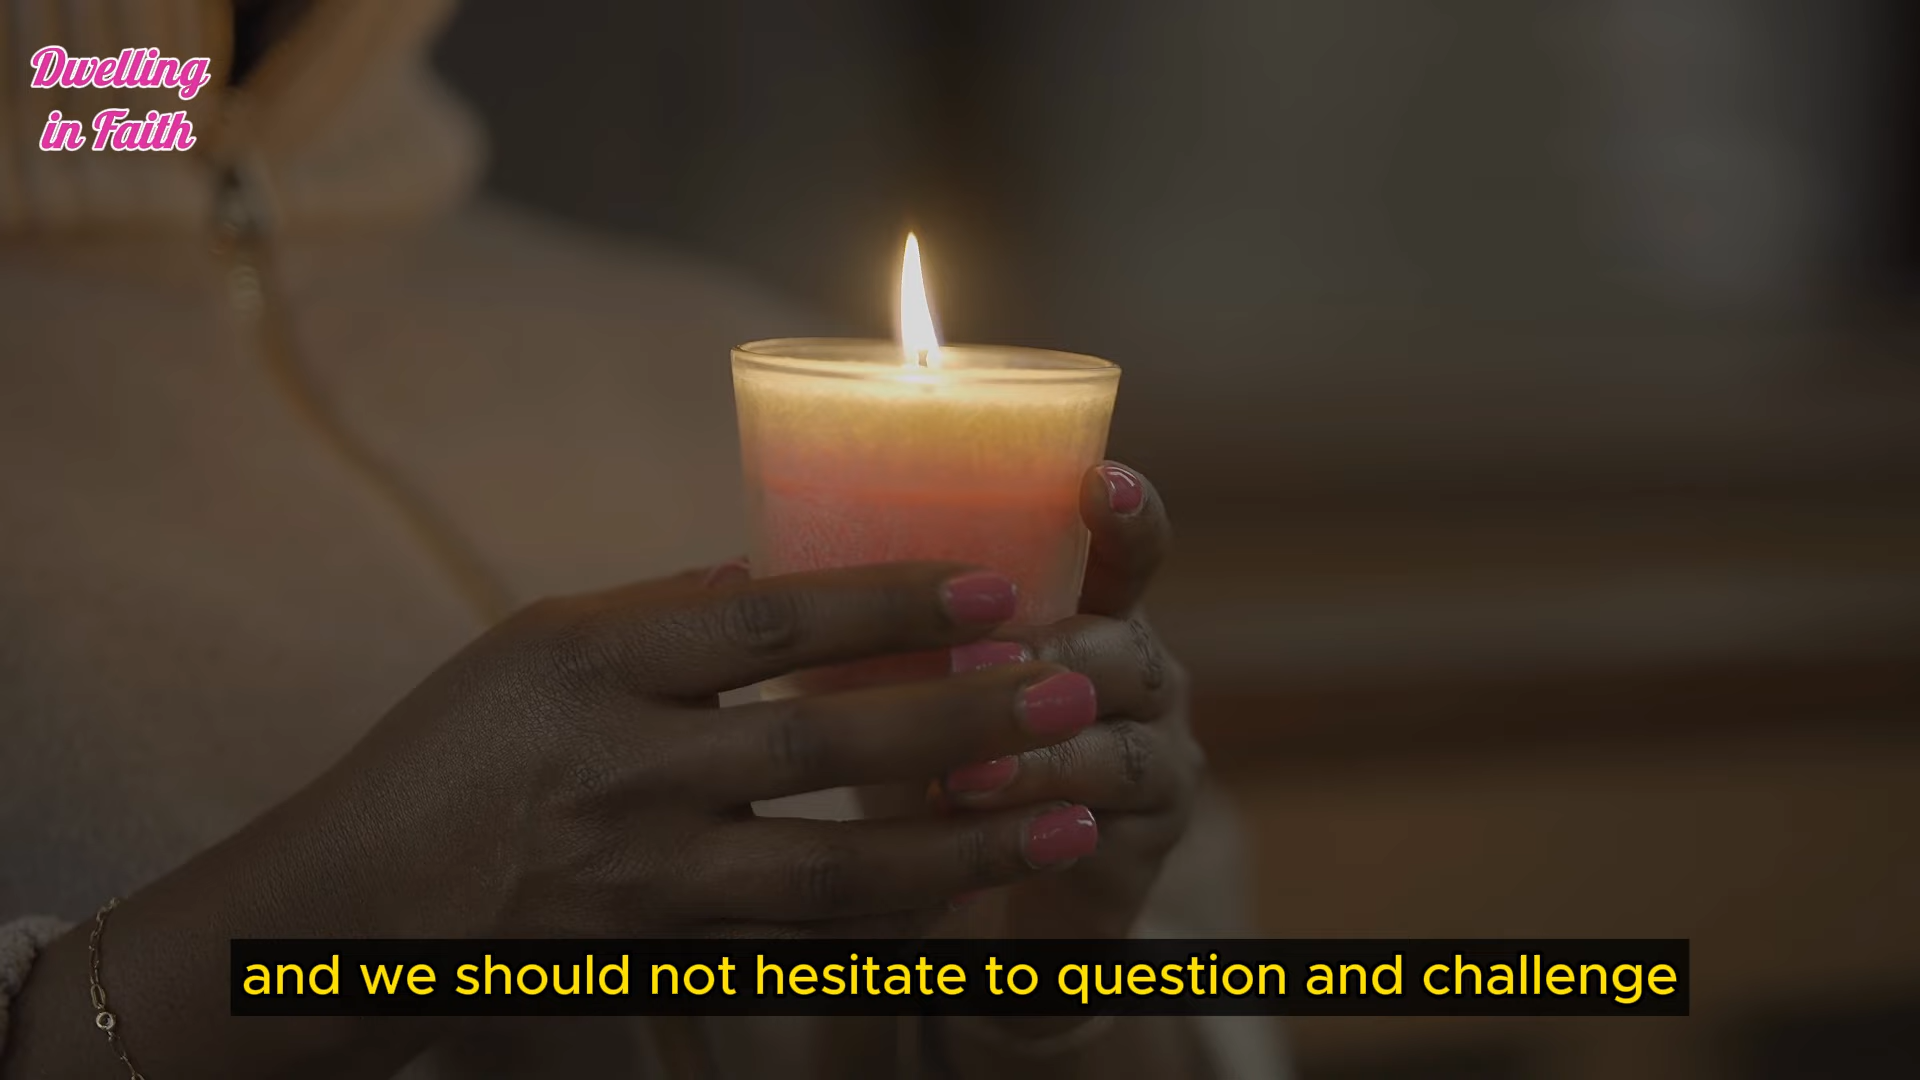 Dwelling
in Faith
and we should not hesitate to question and challenge